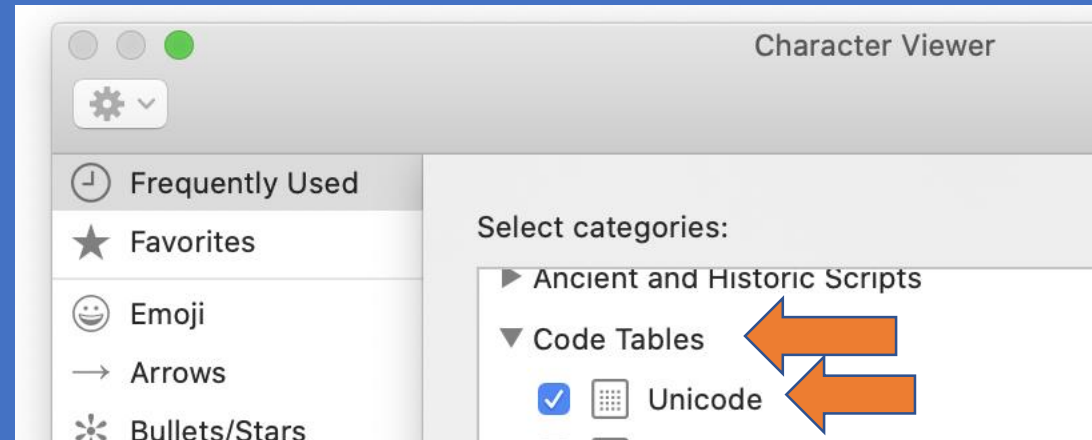 Character Viewer
Frequently Used
Favorites
Emoji
Arrows
Bullets/Stars
Select categories:
Ancient and Historic Scripts
Code Tables
Unicode